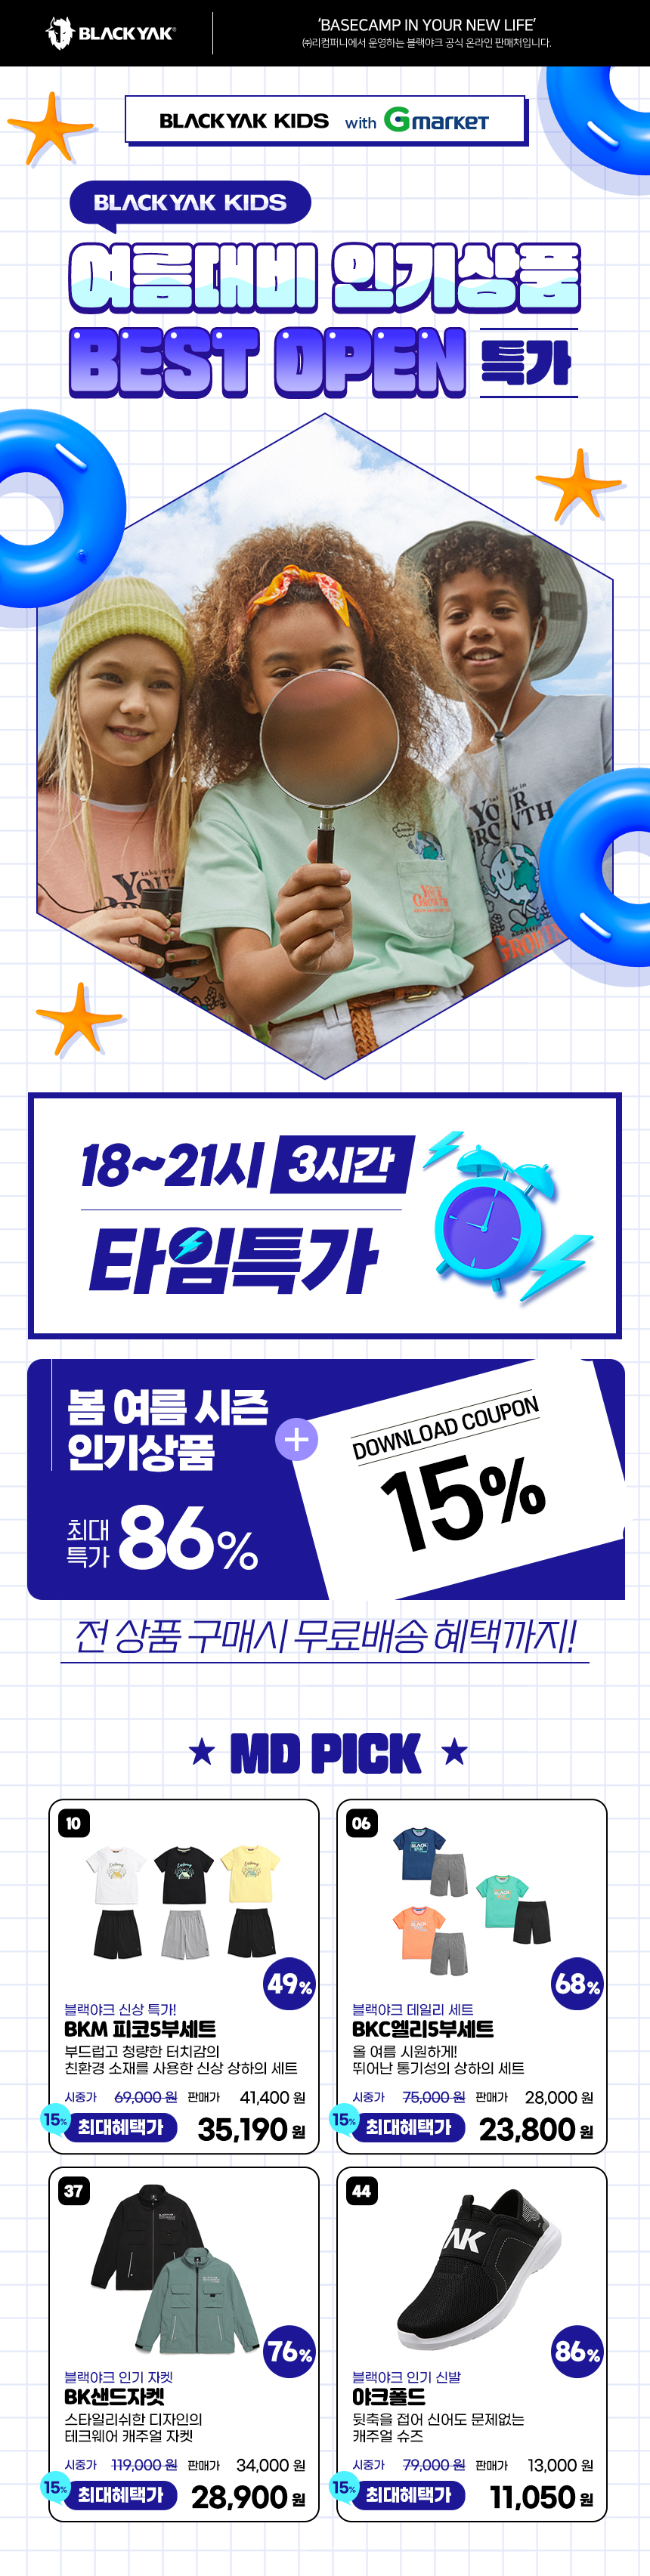 BLACKYAK®
'BASECAMP IN YOUR NEW LIFE'
㈜리컴퍼니에서 운영하는 블랙야크 공식 온라인 판매처입니다.
BLACKYAK KIDS with Gmarket
BLACKYAK KIDS
여름대비 인기상품
BEST OPEN 특가
YOUR
GROWTH
YOUR
GROWTH
18~21시 3시간
타임특가
봄 여름 시즌
인기상품
최대
특가 86%
+
DOWNLOAD COUPON
15%
전 상품 구매시 무료배송 혜택까지!
★ MD PICK ★
10
49%
블랙야크 신상 특가!
BKM 피코5부세트
부드럽고 청량한 터치감의
친환경 소재를 사용한 신상 상하의 세트
시중가 69,000 원 판매가 41,400 원
15% 최대혜택가 35,190 원
06
68%
블랙야크 데일리 세트
BKC엘리5부세트
올 여름 시원하게!
뛰어난 통기성의 상하의 세트
시중가 75,000 원 판매가 28,000 원
15% 최대혜택가 23,800 원
37
76%
블랙야크 인기 자켓
BK샌드자켓
스타일리쉬한 디자인의
테크웨어 캐주얼 자켓
시중가 119,000 원 판매가 34,000 원
15% 최대혜택가 28,900 원
44
YAK
86%
블랙야크 인기 신발
야크폴드
뒷축을 접어 신어도 문제없는
캐주얼 슈즈
시중가 79,000 원 판매가 13,000 원
15% 최대혜택가 11,050 원